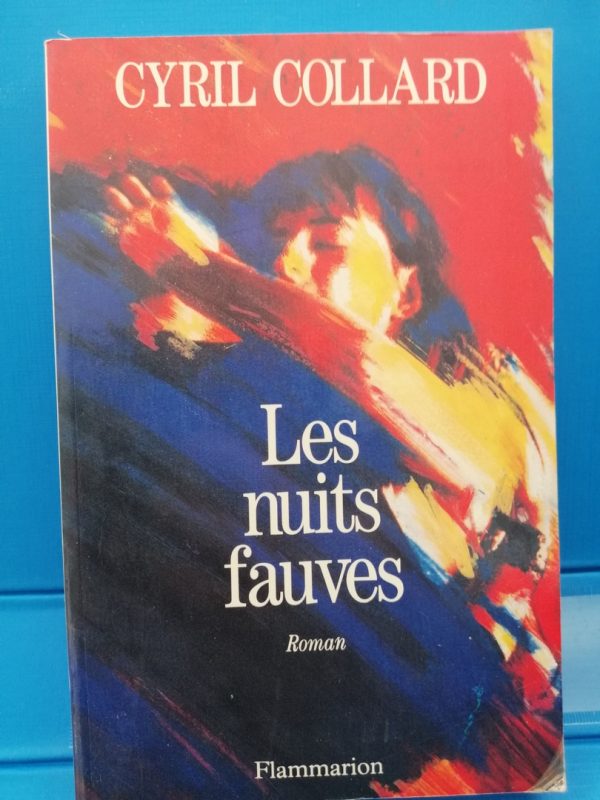 CYRIL COLLARD
Les
nuits
fauves
Roman
Flammarion